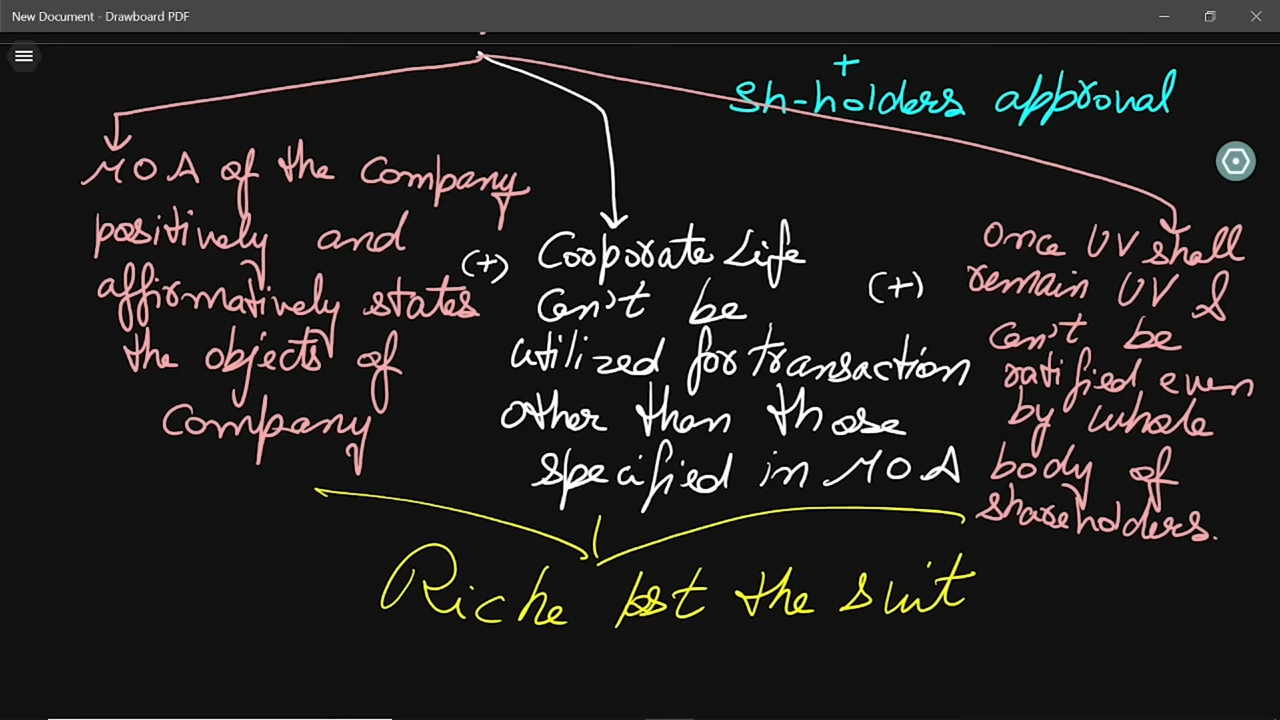 New Document - Drawboard PDF
+
Sh-holders approval
MOA of the Company
positively and
affirmatively states
the objects of
Company
(+)
Coorporate Life
Can't be
utilized for transaction
other than those
specified in MOA
(+)
Once UV shall
remain UV &
Can't be
ratified even
by whole
body of
shareholders.
Riche lost the suit